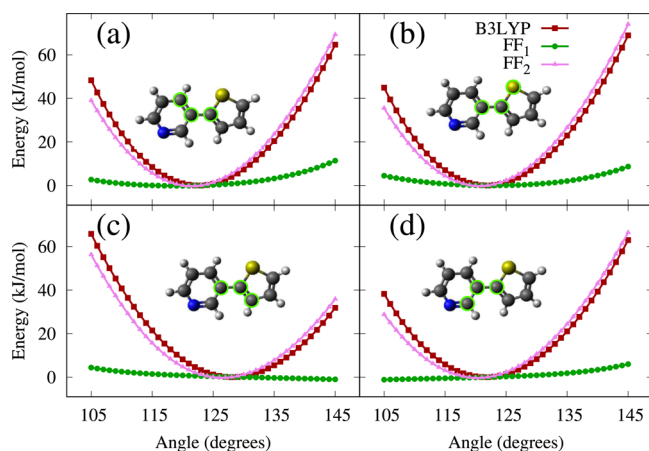 (a)
(b)
B3LYP
FF1
FF2
60
40
20
0
Energy (kJ/mol)
(c)
(d)
60
40
20
0
Energy (kJ/mol)
105 115 125 135 145
105 115 125 135 145
Angle (degrees)
Angle (degrees)